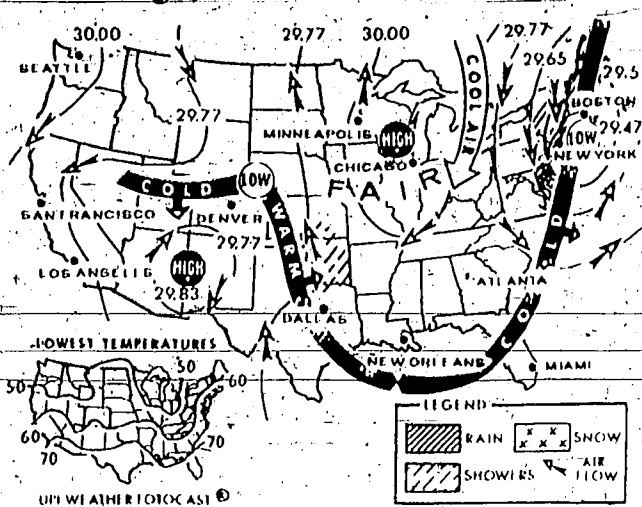 30.00 29.77 30.00 29.77
29.65
SEATTLE
29.5
COOL AIR
BOSTON
29.77
MINNEAPOLIS
29.47
HIGH
LOW
CHICAGO
NEW YORK
FAIR
COLD
LOW
SAN FRANCISCO
DENVER
WARM
29.77
COLD
LOS ANGELES
HIGH
29.83
ATLANTA
DALLAS
NEW ORLEANS
MIAMI
LOWEST TEMPERATURES
50
50
60
60
70
70
LEGEND
RAIN
SNOW
SHOWERS
AIR FLOW
UPI WEATHER FOTOCAST ®